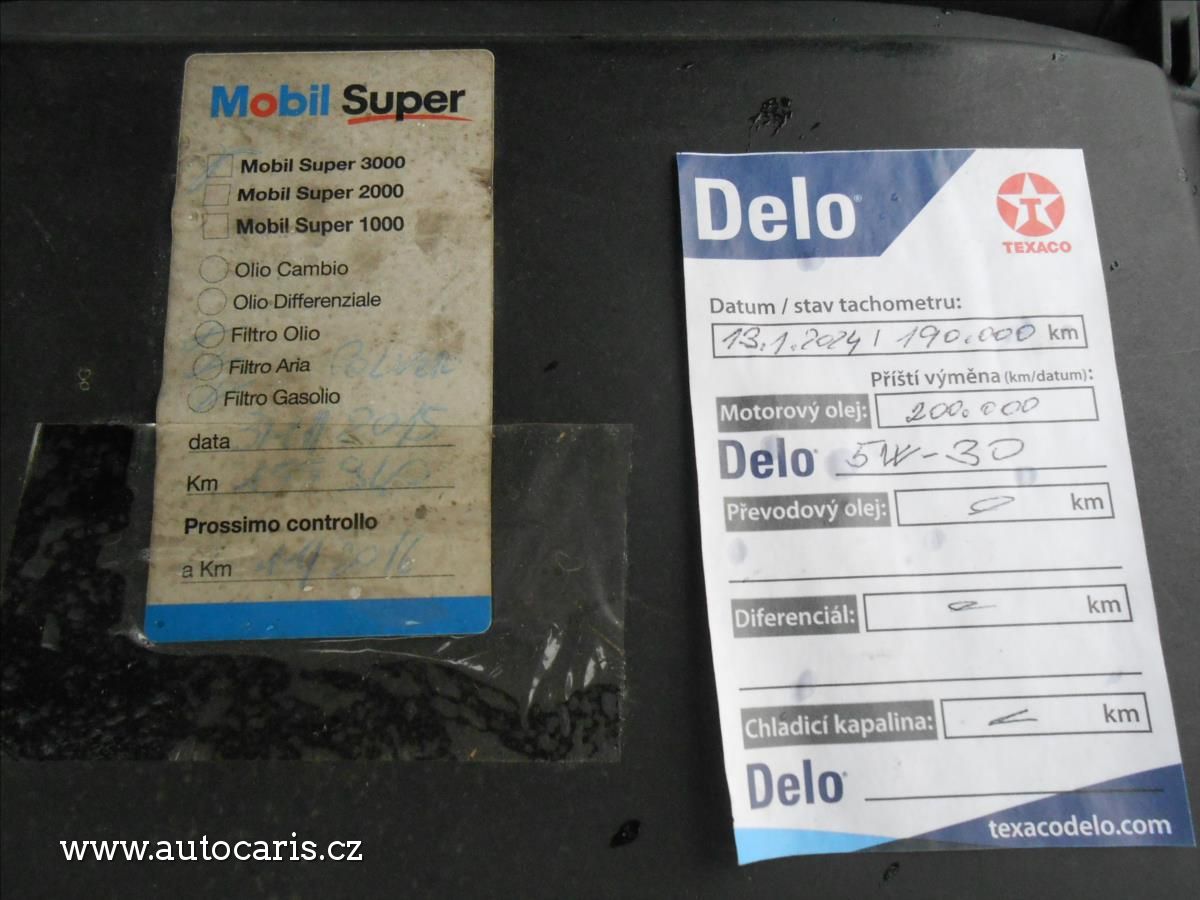 Mobil Super
Mobil Super 3000
Mobil Super 2000
Mobil Super 1000
Olio Cambio
Olio Differenziale
Filtro Olio
Filtro Aria
Filtro Gasolio
data 2015
Km
Prossimo controllo
a Km 2016
Delo
TEXACO
Datum / stav tachometru:
13.1.2024 / 190.000 km
Příští výměna (km/datum):
Motorový olej: 200.000
Delo 5W-30
Převodový olej: km
Diferenciál: km
Chladicí kapalina: km
Delo
texacodelo.com
www.autocaris.cz